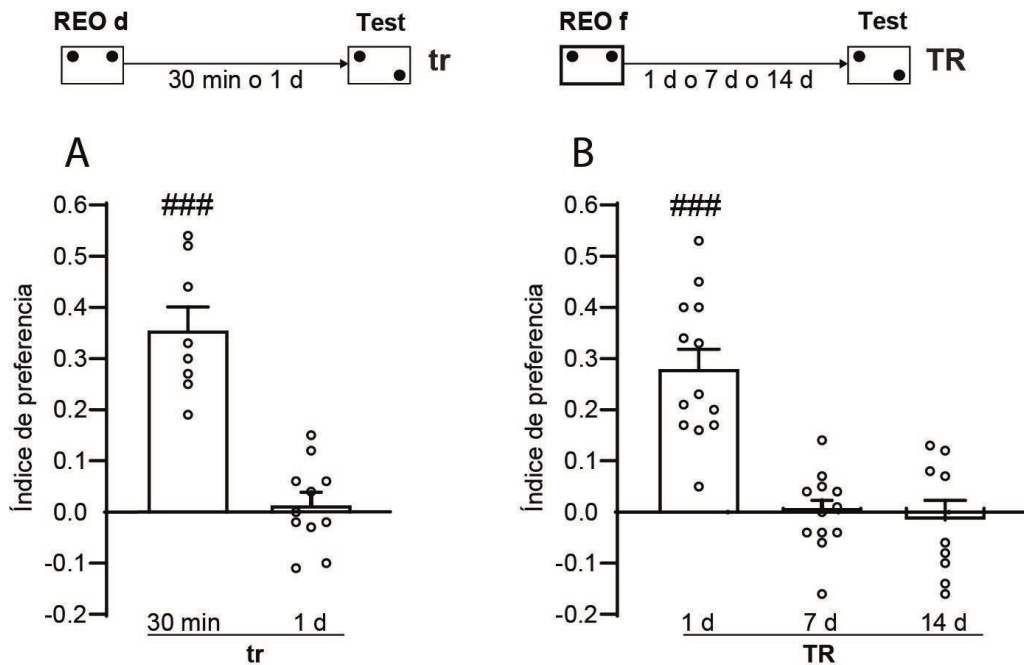 REO d
Test
tr
30 min o 1 d
REO f
Test
TR
1 d o 7 d o 14 d
A
###
0.6
0.5
0.4
0.3
0.2
0.1
0.0
-0.1
-0.2
Índice de preferencia
30 min
1 d
tr
B
###
0.6
0.5
0.4
0.3
0.2
0.1
0.0
-0.1
-0.2
Índice de preferencia
1 d
7 d
14 d
TR